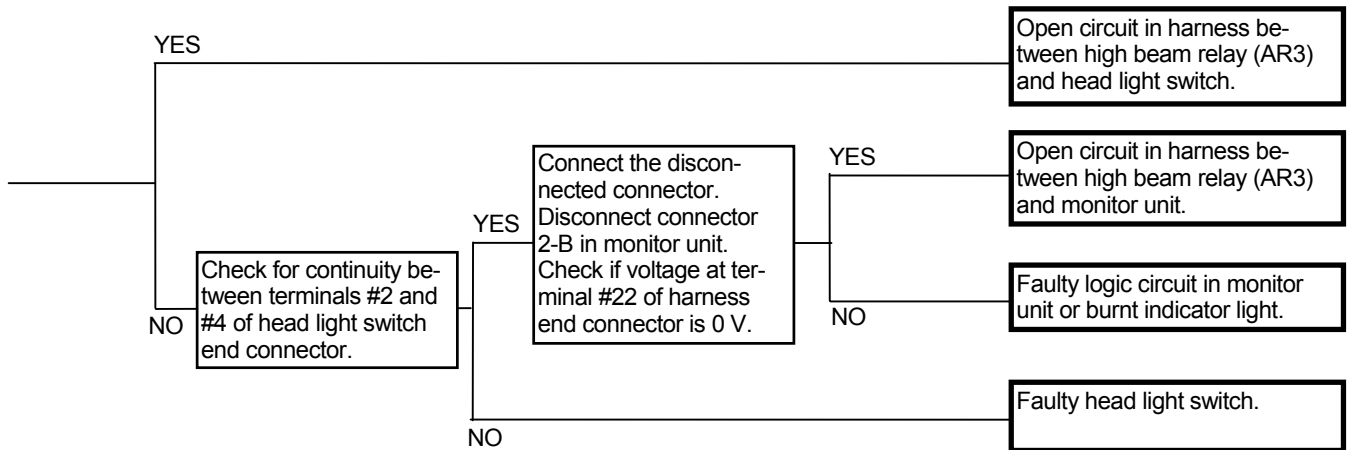 YES
Open circuit in harness be-
tween high beam relay (AR3)
and head light switch.
YES
Connect the discon-
nected connector.
Disconnect connector
2-B in monitor unit.
Check if voltage at ter-
minal #22 of harness
end connector is 0 V.
YES
Open circuit in harness be-
tween high beam relay (AR3)
and monitor unit.
NO
Check for continuity be-
tween terminals #2 and
#4 of head light switch
end connector.
NO
Faulty logic circuit in monitor
unit or burnt indicator light.
NO
Faulty head light switch.